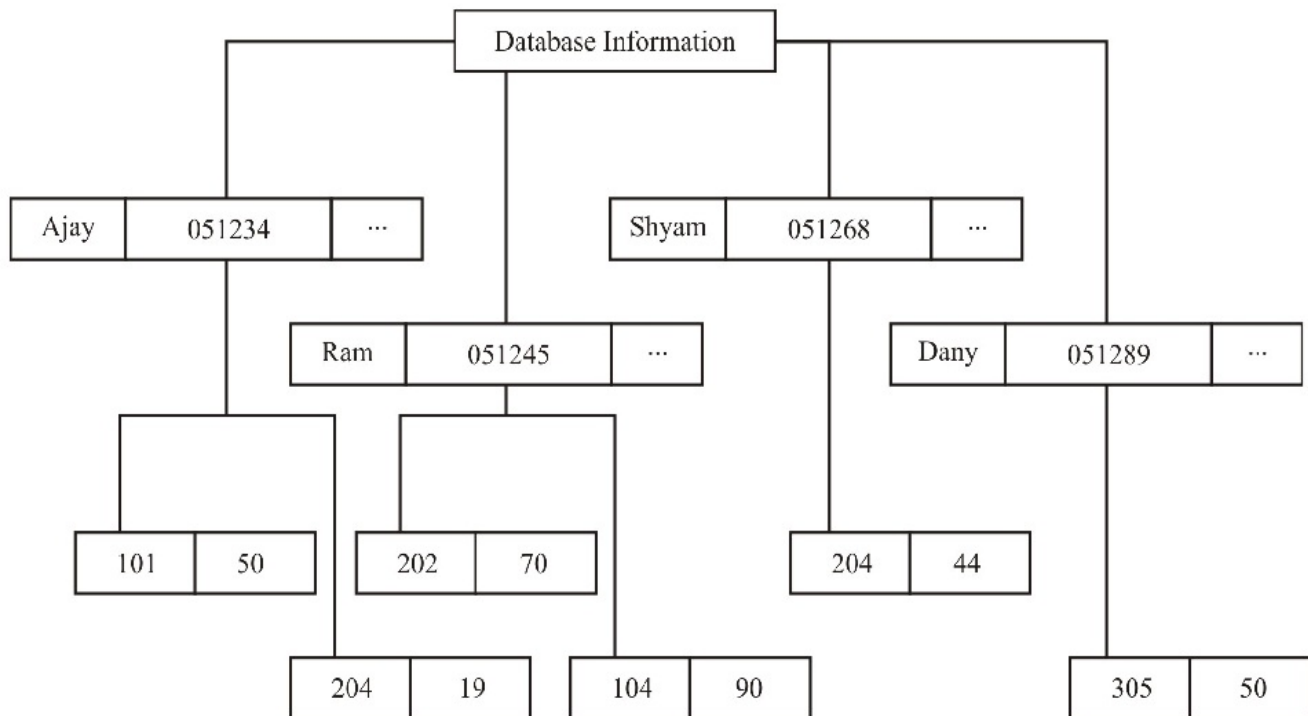 Database Information
Ajay 051234 ...
Shyam 051268 ...
Ram 051245 ...
Dany 051289 ...
101 50
202 70
204 44
204 19
104 90
305 50